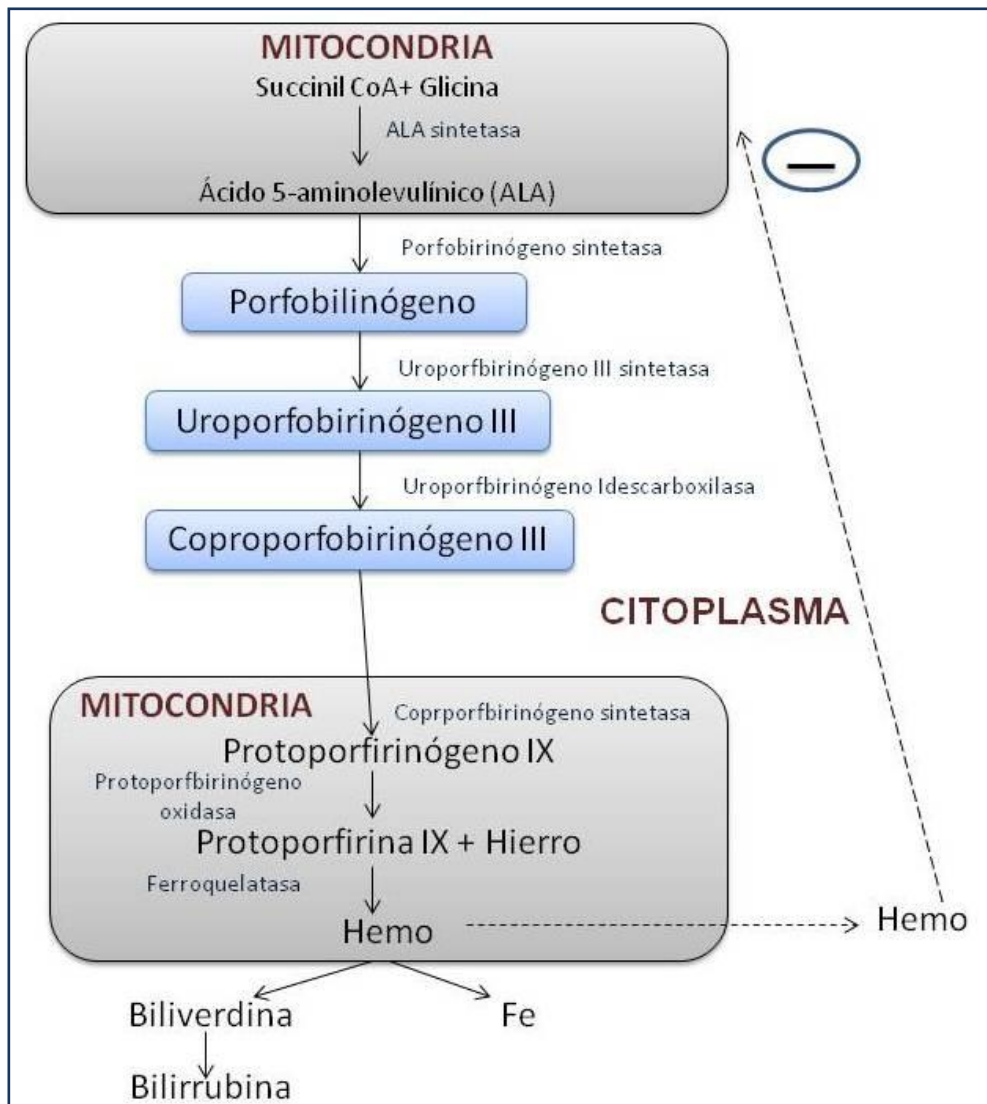 MITOCONDRIA
Succinil CoA+ Glicina
ALA sintetasa
Ácido 5-aminolevulínico (ALA)
Porfobirinógeno sintetasa
Porfobilinógeno
Uroporfbirinógeno III sintetasa
Uroporfobirinógeno III
Uroporfbirinógeno Idescarboxilasa
Coproporfobirinógeno III
CITOPLASMA
MITOCONDRIA
Coprporfbirinógeno sintetasa
Protoporfirinógeno IX
Protoporfbirinógeno
oxidasa
Protoporfirina IX + Hierro
Ferroquelatasa
Hemo
Hemo
Biliverdina
Fe
Bilirrubina